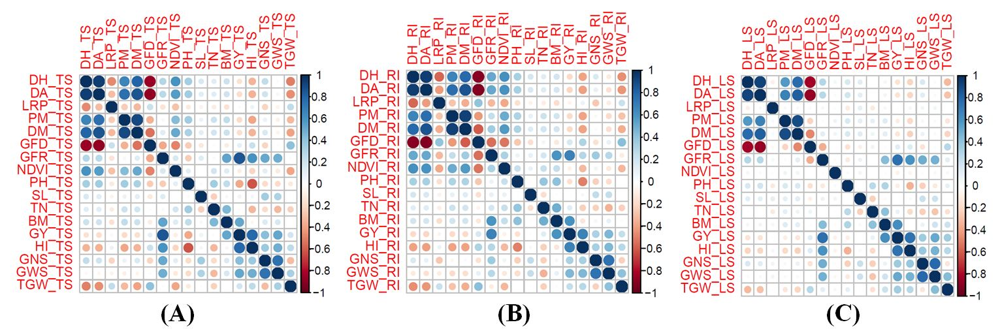 DH_TS
DA_TS
LRP_TS
PM_TS
DM_TS
GFD_TS
GFR_TS
NDVI_TS
PH_TS
SL_TS
TN_TS
BM_TS
GY_TS
HI_TS
GNS_TS
GWS_TS
TGW_TS
DH_TS
DA_TS
LRP_TS
PM_TS
DM_TS
GFD_TS
GFR_TS
NDVI_TS
PH_TS
SL_TS
TN_TS
BM_TS
GY_TS
HI_TS
GNS_TS
GWS_TS
TGW_TS
1
0.8
0.6
0.4
0.2
0
−0.2
−0.4
−0.6
−0.8
−1
(A)
DH_RI
DA_RI
LRP_RI
PM_RI
DM_RI
GFD_RI
GFR_RI
NDVI_RI
PH_RI
SL_RI
TN_RI
BM_RI
GY_RI
HI_RI
GNS_RI
GWS_RI
TGW_RI
DH_RI
DA_RI
LRP_RI
PM_RI
DM_RI
GFD_RI
GFR_RI
NDVI_RI
PH_RI
SL_RI
TN_RI
BM_RI
GY_RI
HI_RI
GNS_RI
GWS_RI
TGW_RI
1
0.8
0.6
0.4
0.2
0
−0.2
−0.4
−0.6
−0.8
−1
(B)
DH_LS
DA_LS
LRP_LS
PM_LS
DM_LS
GFD_LS
GFR_LS
NDVI_LS
PH_LS
SL_LS
TN_LS
BM_LS
GY_LS
HI_LS
GNS_LS
GWS_LS
TGW_LS
DH_LS
DA_LS
LRP_LS
PM_LS
DM_LS
GFD_LS
GFR_LS
NDVI_LS
PH_LS
SL_LS
TN_LS
BM_LS
GY_LS
HI_LS
GNS_LS
GWS_LS
TGW_LS
1
0.8
0.6
0.4
0.2
0
−0.2
−0.4
−0.6
−0.8
−1
(C)